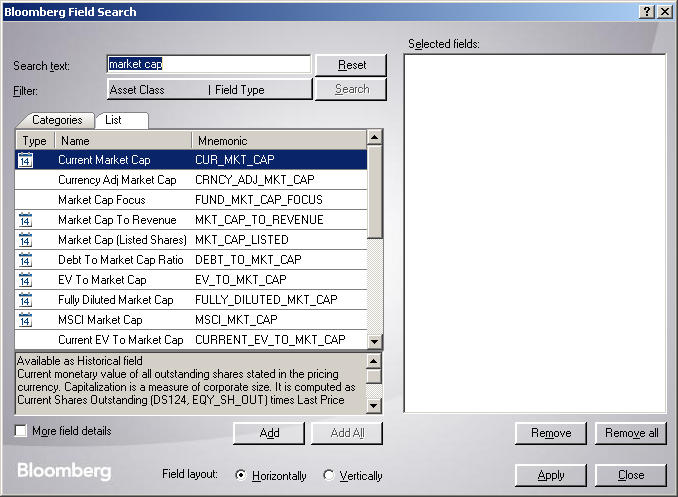 Bloomberg Field Search
Selected fields:
Search text: market cap Reset
Filter: Asset Class | Field Type Search
Categories List
Type Name Mnemonic
14 Current Market Cap CUR_MKT_CAP
Currency Adj Market Cap CRNCY_ADJ_MKT_CAP
Market Cap Focus FUND_MKT_CAP_FOCUS
14 Market Cap To Revenue MKT_CAP_TO_REVENUE
14 Market Cap (Listed Shares) MKT_CAP_LISTED
14 Debt To Market Cap Ratio DEBT_TO_MKT_CAP
14 EV To Market Cap EV_TO_MKT_CAP
14 Fully Diluted Market Cap FULLY_DILUTED_MKT_CAP
14 MSCI Market Cap MSCI_MKT_CAP
Current EV To Market Cap CURRENT_EV_TO_MKT_CAP
Available as Historical field
Current monetary value of all outstanding shares stated in the pricing
currency. Capitalization is a measure of corporate size. It is computed as
Current Shares Outstanding (DS124, EQY_SH_OUT) times Last Price
More field details Add Add All Remove Remove all
Bloomberg Field layout: Horizontally Vertically Apply Close